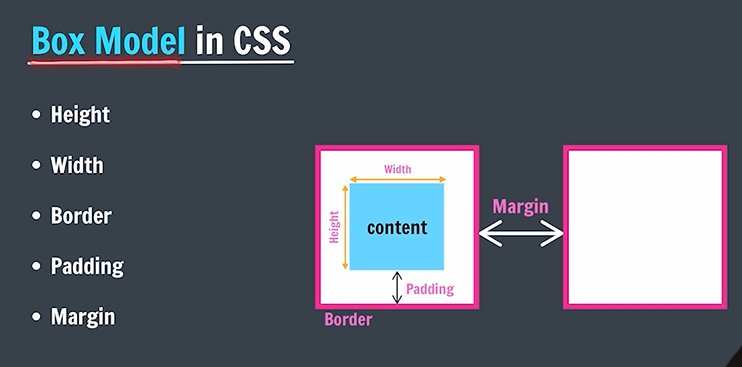 Box Model in CSS
• Height
• Width
• Border
• Padding
• Margin
Width
Height
content
Padding
Border
Margin